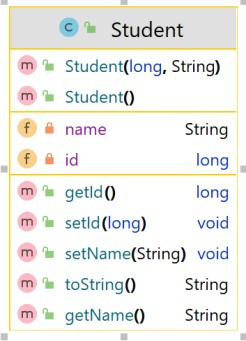 C Student
m Student(long, String)
m Student()
f name String
f id long
m getId() long
m setId(long) void
m setName(String) void
m toString() String
m getName() String